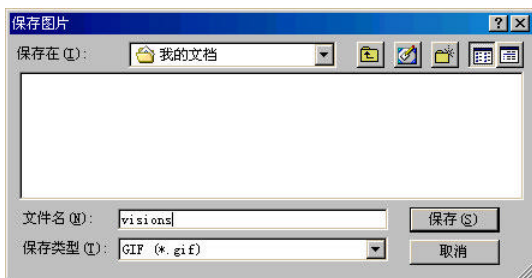 保存图片
保存在(I): 我的文档
文件名(N): visions 保存(S)
保存类型(T): GIF (*.gif) 取消